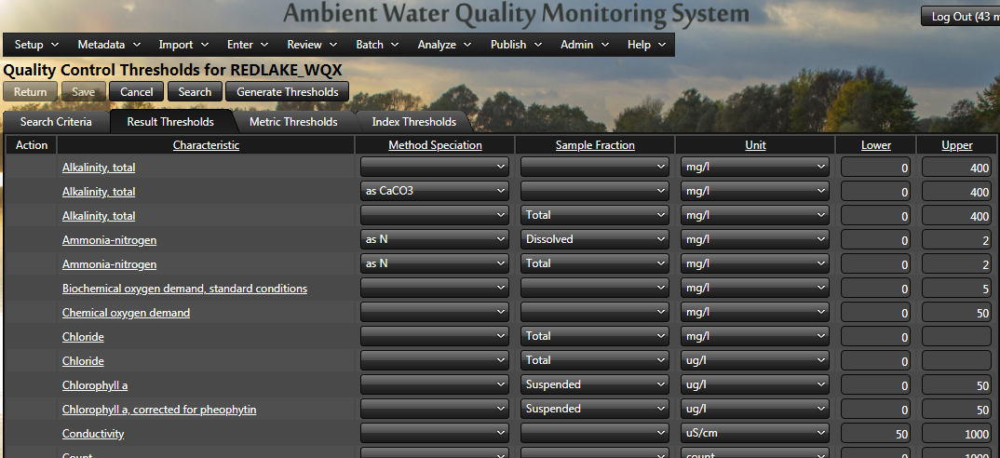 Ambient Water Quality Monitoring System
Log Out (43 m
Setup Metadata Import Enter Review Batch Analyze Publish Admin Help
Quality Control Thresholds for REDLAKE_WQX
Return Save Cancel Search Generate Thresholds
Search Criteria Result Thresholds Metric Thresholds Index Thresholds
Action Characteristic Method Speciation Sample Fraction Unit Lower Upper
Alkalinity, total mg/l 0 400
Alkalinity, total as CaCO3 mg/l 0 400
Alkalinity, total Total mg/l 0 400
Ammonia-nitrogen as N Dissolved mg/l 0 2
Ammonia-nitrogen as N Total mg/l 0 2
Biochemical oxygen demand, standard conditions mg/l 0 5
Chemical oxygen demand mg/l 0 50
Chloride Total mg/l 0
Chloride Total ug/l 0
Chlorophyll a Suspended ug/l 0 50
Chlorophyll a, corrected for pheophytin Suspended ug/l 0 50
Conductivity uS/cm 50 1000
Count count 0 1000